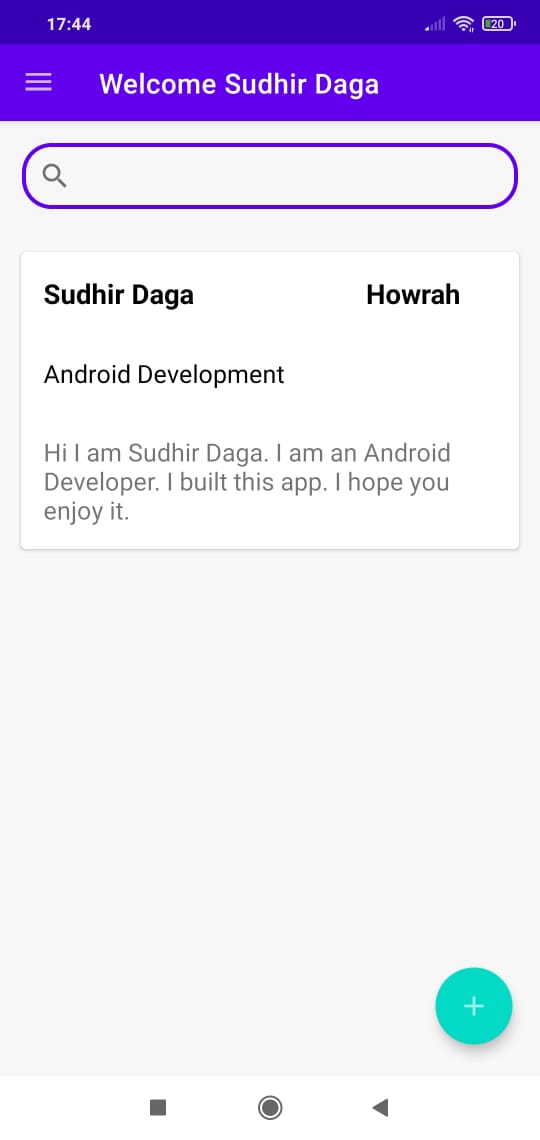 17:44
20
Welcome Sudhir Daga
Sudhir Daga
Howrah
Android Development
Hi I am Sudhir Daga. I am an Android
Developer. I built this app. I hope you
enjoy it.